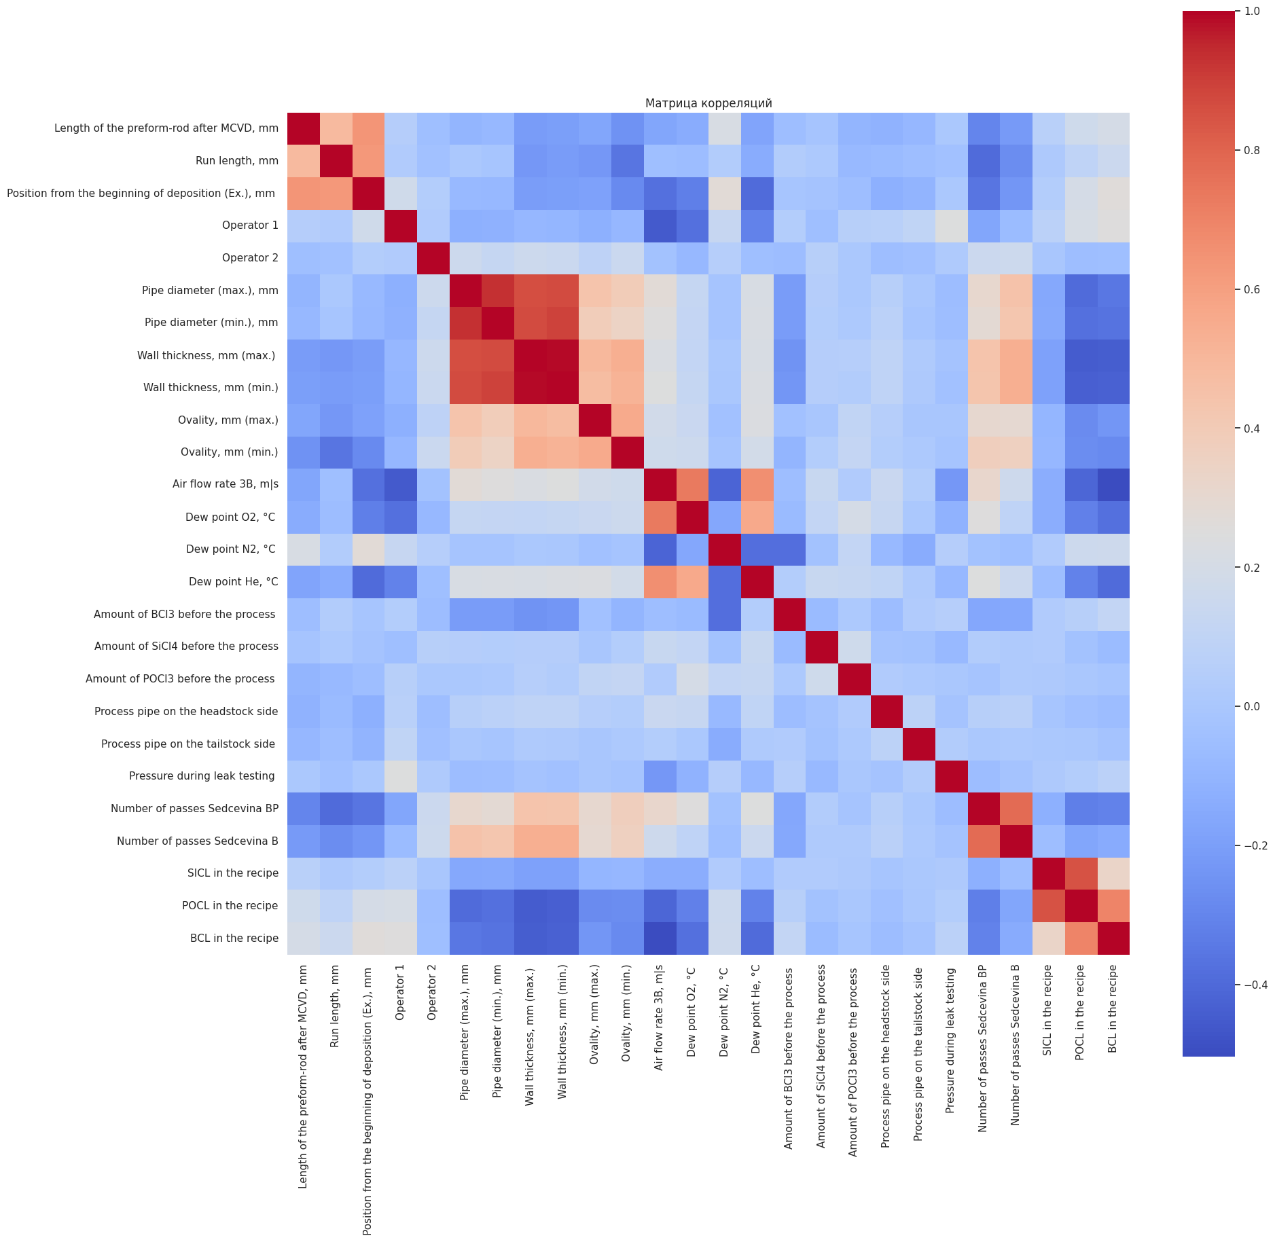 Матрица корреляций
Length of the preform-rod after MCVD, mm
Run length, mm
Position from the beginning of deposition (Ex.), mm
Operator 1
Operator 2
Pipe diameter (max.), mm
Pipe diameter (min.), mm
Wall thickness, mm (max.)
Wall thickness, mm (min.)
Ovality, mm (max.)
Ovality, mm (min.)
Air flow rate 3B, m|s
Dew point O2, °C
Dew point N2, °C
Dew point He, °C
Amount of BCl3 before the process
Amount of SiCl4 before the process
Amount of POCl3 before the process
Process pipe on the headstock side
Process pipe on the tailstock side
Pressure during leak testing
Number of passes Sedcevina BP
Number of passes Sedcevina B
SICL in the recipe
POCL in the recipe
BCL in the recipe
Length of the preform-rod after MCVD, mm
Run length, mm
Position from the beginning of deposition (Ex.), mm
Operator 1
Operator 2
Pipe diameter (max.), mm
Pipe diameter (min.), mm
Wall thickness, mm (max.)
Wall thickness, mm (min.)
Ovality, mm (max.)
Ovality, mm (min.)
Air flow rate 3B, m|s
Dew point O2, °C
Dew point N2, °C
Dew point He, °C
Amount of BCl3 before the process
Amount of SiCl4 before the process
Amount of POCl3 before the process
Process pipe on the headstock side
Process pipe on the tailstock side
Pressure during leak testing
Number of passes Sedcevina BP
Number of passes Sedcevina B
SICL in the recipe
POCL in the recipe
BCL in the recipe
1.0
0.8
0.6
0.4
0.2
0.0
−0.2
−0.4